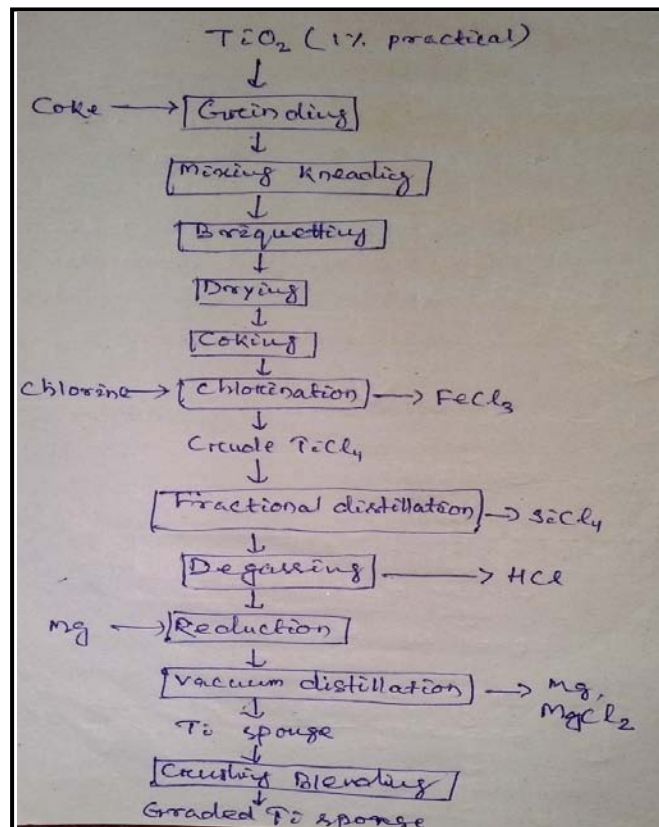 TiO2 (1% practical)
Coke → Grinding
Mixing Kneading
Briquetting
Drying
Coking
Chlorine → Chlorination → FeCl3
Crude TiCl4
Fractional distillation → SiCl4
Degassing → HCl
Mg → Reduction
Vacuum distillation → Mg,
MgCl2
Ti sponge
Crushing Blending
Graded Ti sponge